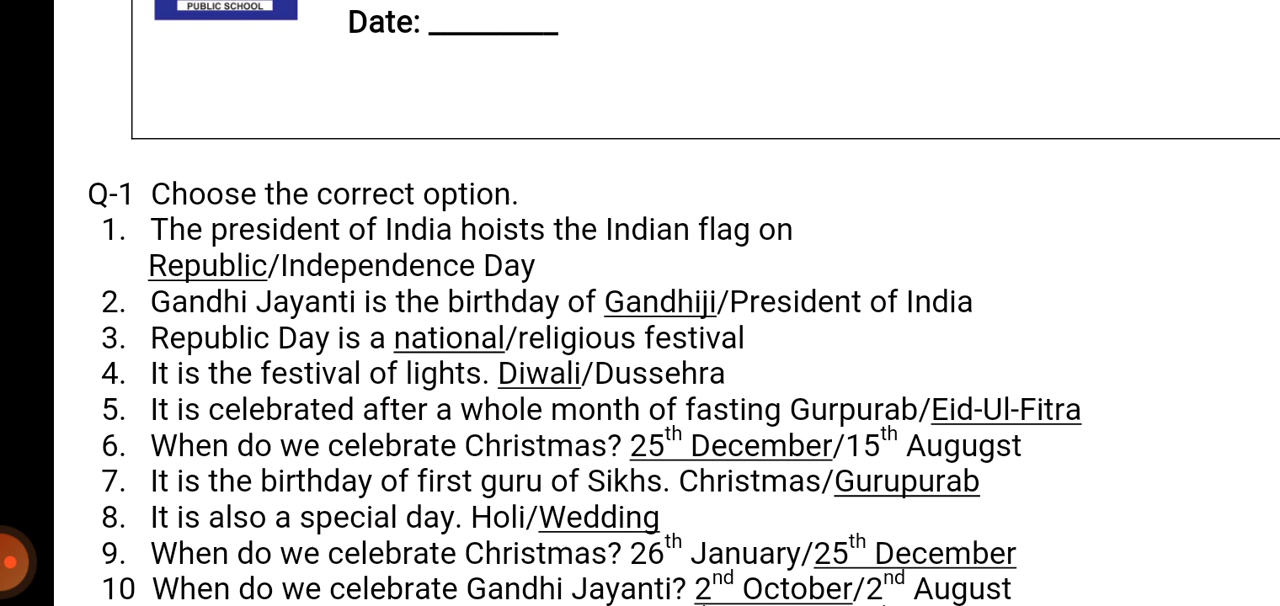 PUBLIC SCHOOL
Date: _________
Q-1 Choose the correct option.
1. The president of India hoists the Indian flag on
Republic/Independence Day
2. Gandhi Jayanti is the birthday of Gandhiji/President of India
3. Republic Day is a national/religious festival
4. It is the festival of lights. Diwali/Dussehra
5. It is celebrated after a whole month of fasting Gurpurab/Eid-Ul-Fitra
6. When do we celebrate Christmas? 25th December/15th Augugst
7. It is the birthday of first guru of Sikhs. Christmas/Gurupurab
8. It is also a special day. Holi/Wedding
9. When do we celebrate Christmas? 26th January/25th December
10 When do we celebrate Gandhi Jayanti? 2nd October/2nd August